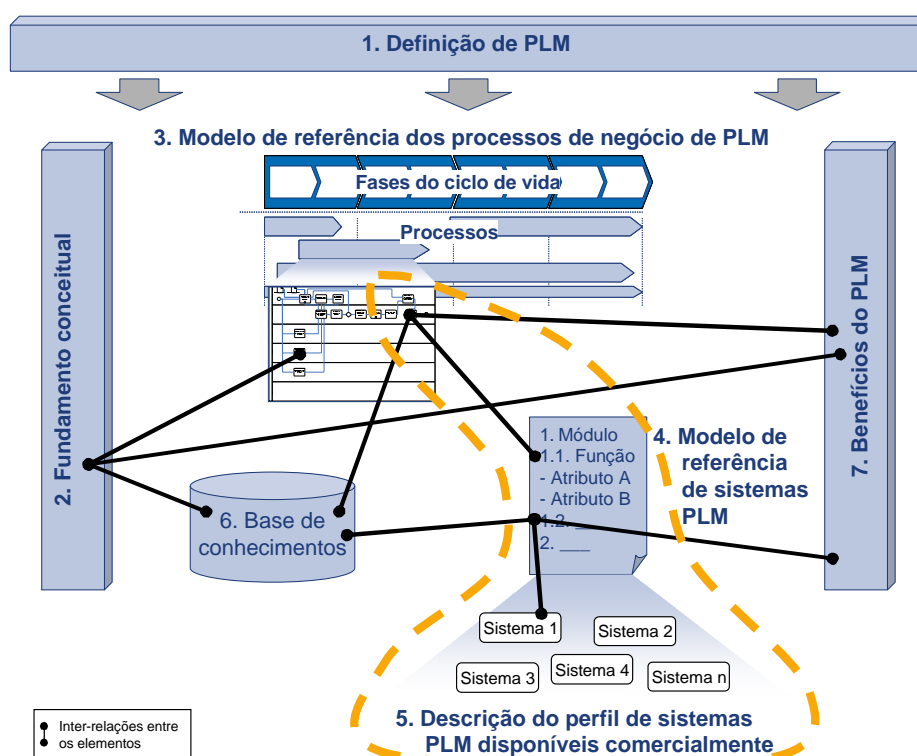 1. Definição de PLM
3. Modelo de referência dos processos de negócio de PLM
Fases do ciclo de vida
Processos
2. Fundamento conceitual
7. Benefícios do PLM
1. Módulo
1.1. Função
- Atributo A
- Atributo B
1.2. __
2. ___
4. Modelo de
referência
de sistemas
PLM
6. Base de
conhecimentos
Sistema 1
Sistema 2
Sistema 3
Sistema 4
Sistema n
5. Descrição do perfil de sistemas
PLM disponíveis comercialmente
Inter-relações entre
os elementos